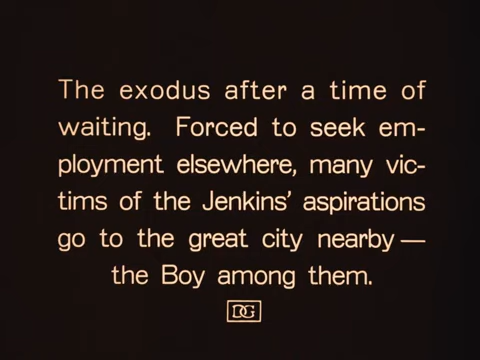 The exodus after a time of
waiting. Forced to seek em-
ployment elsewhere, many vic-
tims of the Jenkins' aspirations
go to the great city nearby—
the Boy among them.
DG